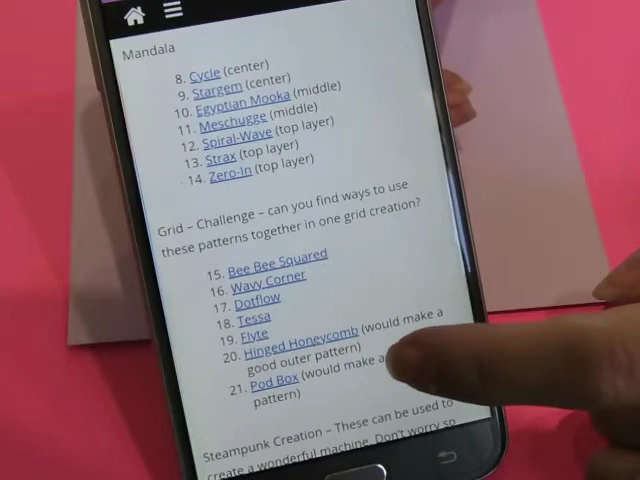 Mandala
8. Cycle (center)
9. Stargem (center)
10. Egyptian Mooka (middle)
11. Meschugge (middle)
12. Spiral-Wave (top layer)
13. Strax (top layer)
14. Zero-In (top layer)
Grid – Challenge – can you find ways to use
these patterns together in one grid creation?
15. Bee Bee Squared
16. Wavy Corner
17. Dotflow
18. Tessa
19. Flyte
20. Hinged Honeycomb (would make a
good outer pattern)
21. Pod Box (would make a
pattern)
Steampunk Creation – These can be used to
create a wonderful machine. Don't worry so